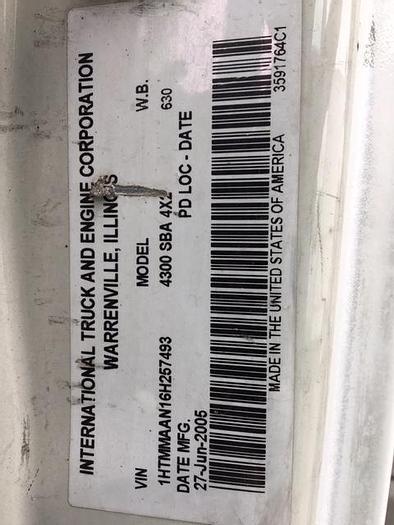 INTERNATIONAL TRUCK AND ENGINE CORPORATION
WARRENVILLE, ILLINOIS
VIN MODEL W.B.
1HTMMAAN16H257493 4300 SBA 4X2 630
DATE MFG. PD LOC - DATE
27-Jun-2005
MADE IN THE UNITED STATES OF AMERICA 3591764C1